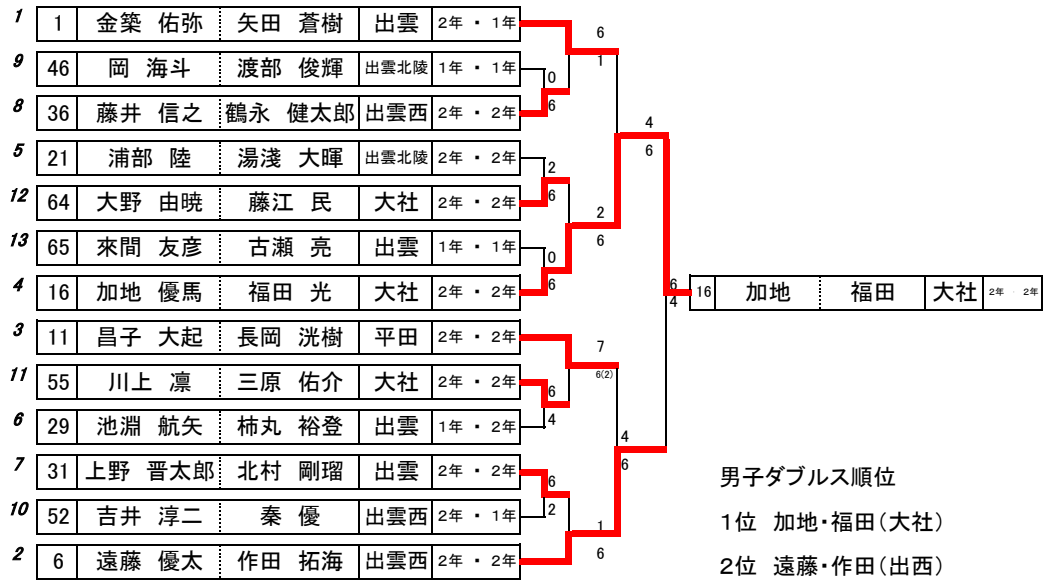 1 1 金築 佑弥 矢田 蒼樹 出雲 2年 ・ 1年
6
1
9 46 岡 海斗 渡部 俊輝 出雲北陵 1年 ・ 1年
0
8 36 藤井 信之 鶴永 健太郎 出雲西 2年 ・ 2年
6
4
6
5 21 浦部 陸 湯淺 大暉 出雲北陵 2年 ・ 2年
2
12 64 大野 由暁 藤江 民 大社 2年 ・ 2年
6
2
6
13 65 來間 友彦 古瀬 亮 出雲 1年 ・ 1年
0
4 16 加地 優馬 福田 光 大社 2年 ・ 2年
6
6
4
16 加地 福田 大社 2年 ・ 2年
3 11 昌子 大起 長岡 洸樹 平田 2年 ・ 2年
7
6(2)
11 55 川上 凛 三原 佑介 大社 2年 ・ 2年
6
4
6 29 池淵 航矢 柿丸 裕登 出雲 1年 ・ 2年
4
6
7 31 上野 晋太郎 北村 剛瑠 出雲 2年 ・ 2年
6
2
10 52 吉井 淳二 秦 優 出雲西 2年 ・ 1年
1
6
2 6 遠藤 優太 作田 拓海 出雲西 2年 ・ 2年
男子ダブルス順位
1位 加地・福田(大社)
2位 遠藤・作田(出西)